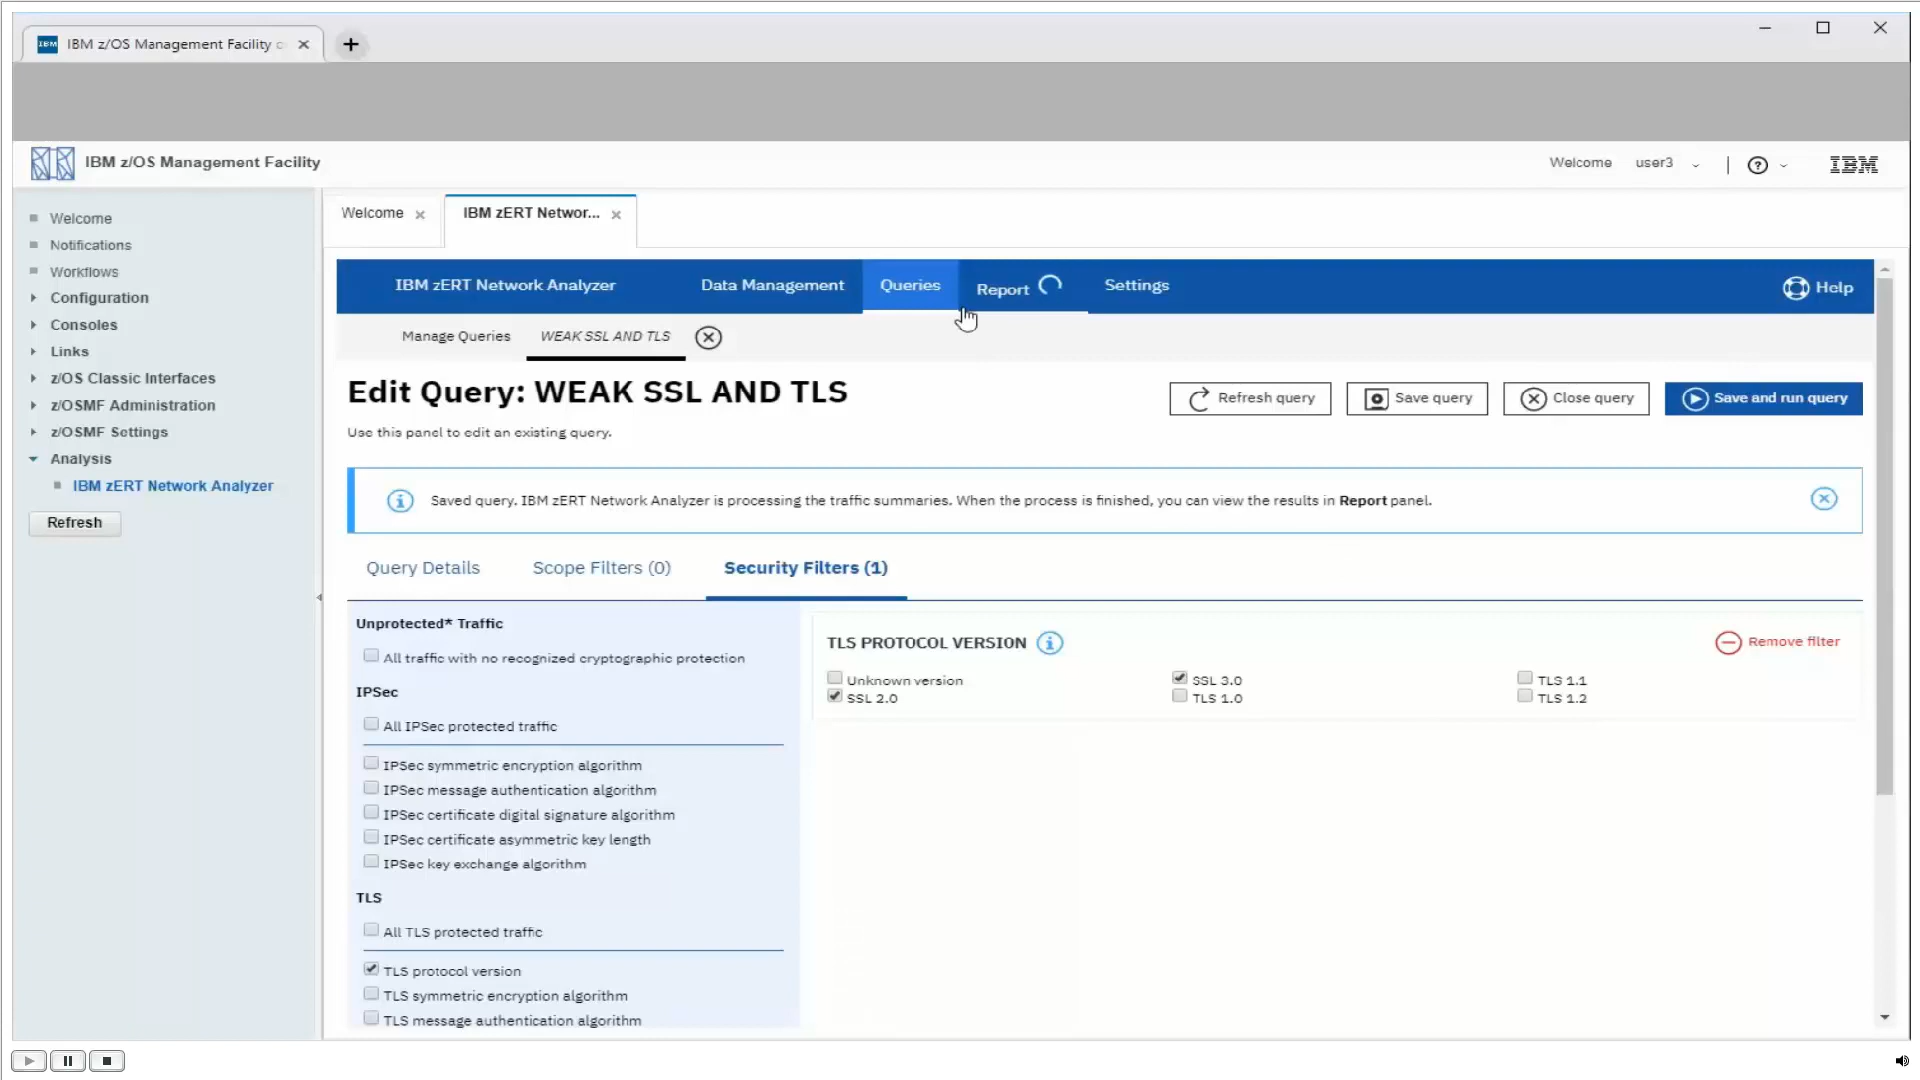 IBM z/OS Management Facility
IBM z/OS Management Facility
Welcome user3
IBM
Welcome
Notifications
Workflows
Configuration
Consoles
Links
z/OS Classic Interfaces
z/OSMF Administration
z/OSMF Settings
Analysis
IBM zERT Network Analyzer
Refresh
Welcome
IBM zERT Networ...
IBM zERT Network Analyzer
Data Management
Queries
Report
Settings
Help
Manage Queries
WEAK SSL AND TLS
Edit Query: WEAK SSL AND TLS
Refresh query
Save query
Close query
Save and run query
Use this panel to edit an existing query.
Saved query. IBM zERT Network Analyzer is processing the traffic summaries. When the process is finished, you can view the results in Report panel.
Query Details
Scope Filters (0)
Security Filters (1)
Unprotected* Traffic
All traffic with no recognized cryptographic protection
IPSec
All IPSec protected traffic
IPSec symmetric encryption algorithm
IPSec message authentication algorithm
IPSec certificate digital signature algorithm
IPSec certificate asymmetric key length
IPSec key exchange algorithm
TLS
All TLS protected traffic
TLS protocol version
TLS symmetric encryption algorithm
TLS message authentication algorithm
TLS PROTOCOL VERSION
Remove filter
Unknown version
SSL 3.0
TLS 1.1
SSL 2.0
TLS 1.0
TLS 1.2